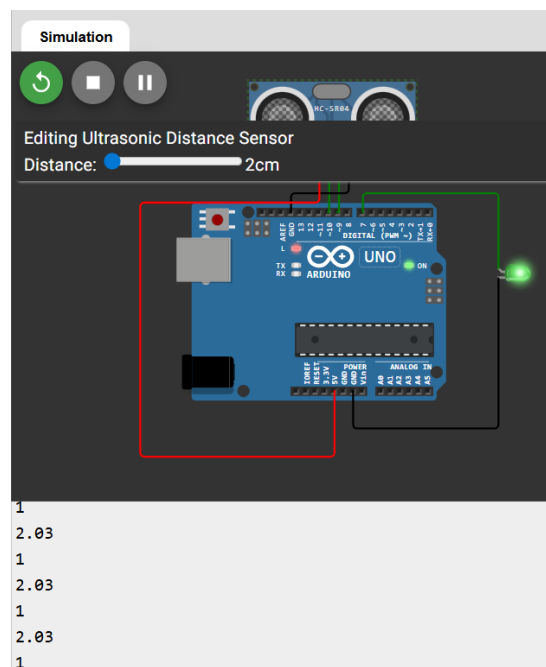 Simulation
HC-SR04
Editing Ultrasonic Distance Sensor
Distance: 2cm
AREF
GND
13
12
~11
~10
~9
8
7
~6
~5
4
~3
2
TX→1
RX←0
DIGITAL (PWM ~)
L
UNO
TX
RX
ARDUINO
ON
IOREF
RESET
3.3V
5V
GND
GND
Vin
POWER
ANALOG IN
A0
A1
A2
A3
A4
A5
1
2.03
1
2.03
1
2.03
1